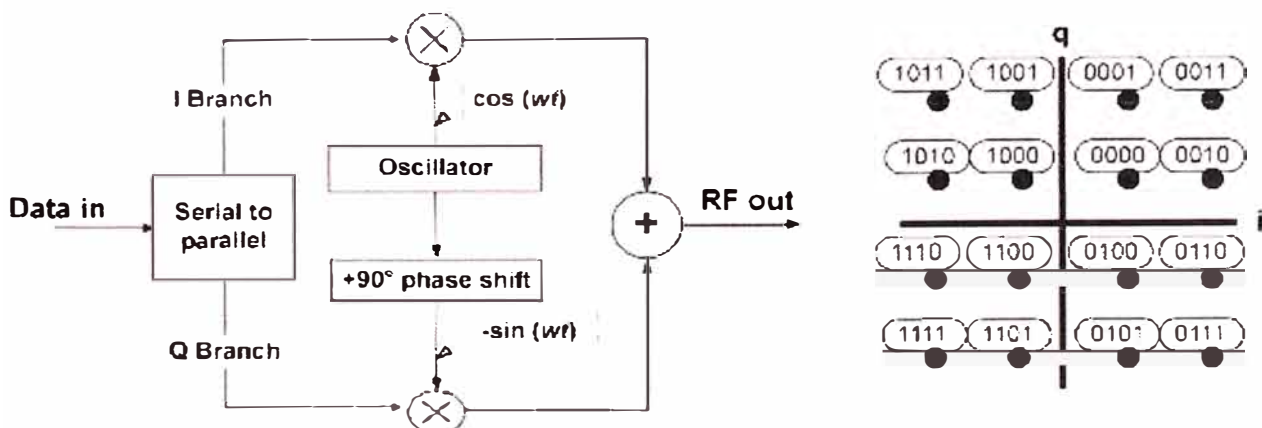 I Branch
cos (wt)
Oscillator
Data in
Serial to
parallel
+
RF out
+90° phase shift
-sin (wt)
Q Branch
q
1011 1001 0001 0011
1010 1000 0000 0010
i
1110 1100 0100 0110
1111 1101 0101 0111